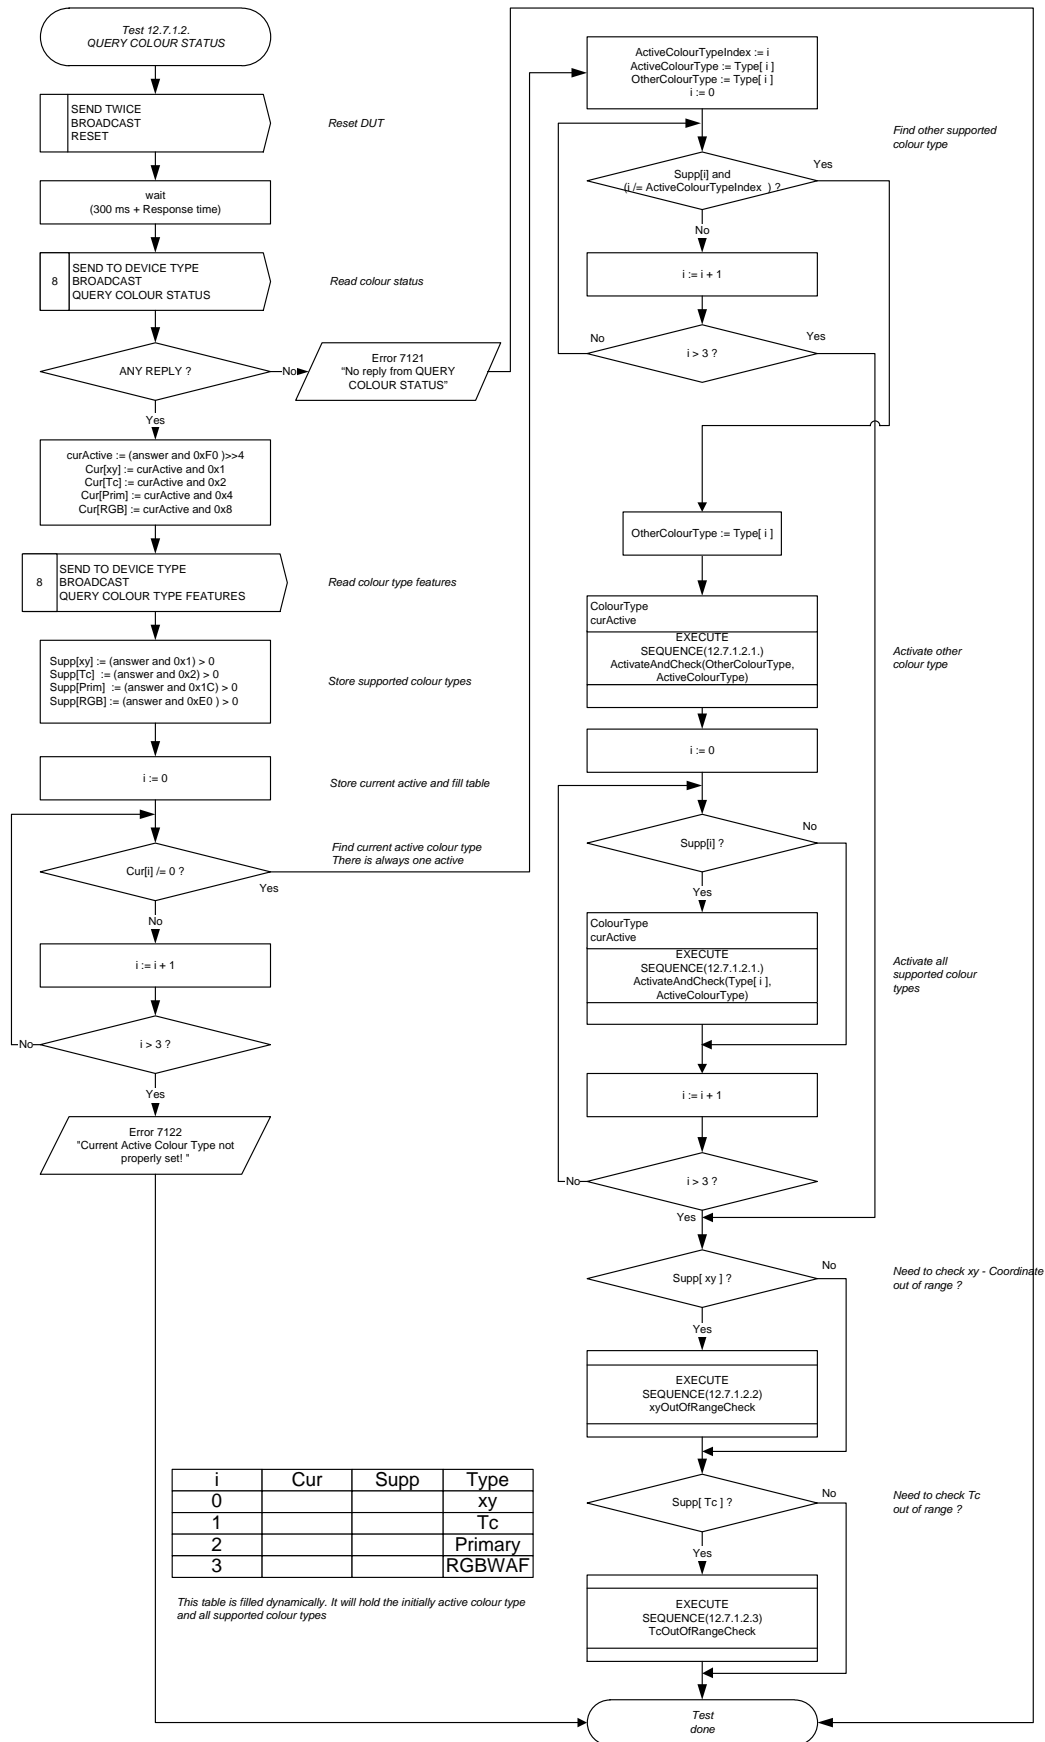 Test 12.7.1.2.
QUERY COLOUR STATUS
SEND TWICE
BROADCAST
RESET
Reset DUT
wait
(300 ms + Response time)
8
SEND TO DEVICE TYPE
BROADCAST
QUERY COLOUR STATUS
Read colour status
ANY REPLY ?
No
Error 7121
“No reply from QUERY
COLOUR STATUS”
Yes
curActive := (answer and 0xF0 )>>4
Cur[xy] := curActive and 0x1
Cur[Tc] := curActive and 0x2
Cur[Prim] := curActive and 0x4
Cur[RGB] := curActive and 0x8
8
SEND TO DEVICE TYPE
BROADCAST
QUERY COLOUR TYPE FEATURES
Read colour type features
Supp[xy] := (answer and 0x1) > 0
Supp[Tc] := (answer and 0x2) > 0
Supp[Prim] := (answer and 0x1C) > 0
Supp[RGB] := (answer and 0xE0 ) > 0
Store supported colour types
i := 0
Store current active and fill table
Cur[i] /= 0 ?
Find current active colour type
There is always one active
Yes
No
i := i + 1
i > 3 ?
No
Yes
Error 7122
"Current Active Colour Type not
properly set! "
ActiveColourTypeIndex := i
ActiveColourType := Type[ i ]
OtherColourType := Type[ i ]
i := 0
Find other supported
colour type
Supp[i] and
(i /= ActiveColourTypeIndex ) ?
Yes
No
i := i + 1
i > 3 ?
No
Yes
OtherColourType := Type[ i ]
ColourType
curActive
EXECUTE
SEQUENCE(12.7.1.2.1.)
ActivateAndCheck(OtherColourType,
ActiveColourType)
Activate other
colour type
i := 0
Supp[i] ?
No
Yes
ColourType
curActive
EXECUTE
SEQUENCE(12.7.1.2.1.)
ActivateAndCheck(Type[ i ],
ActiveColourType)
Activate all
supported colour
types
i := i + 1
i > 3 ?
No
Yes
Supp[ xy ] ?
No
Need to check xy - Coordinate
out of range ?
Yes
EXECUTE
SEQUENCE(12.7.1.2.2)
xyOutOfRangeCheck
Supp[ Tc ] ?
No
Need to check Tc
out of range ?
Yes
EXECUTE
SEQUENCE(12.7.1.2.3)
TcOutOfRangeCheck
i Cur Supp Type
0 xy
1 Tc
2 Primary
3 RGBWAF
This table is filled dynamically. It will hold the initially active colour type
and all supported colour types
Test
done